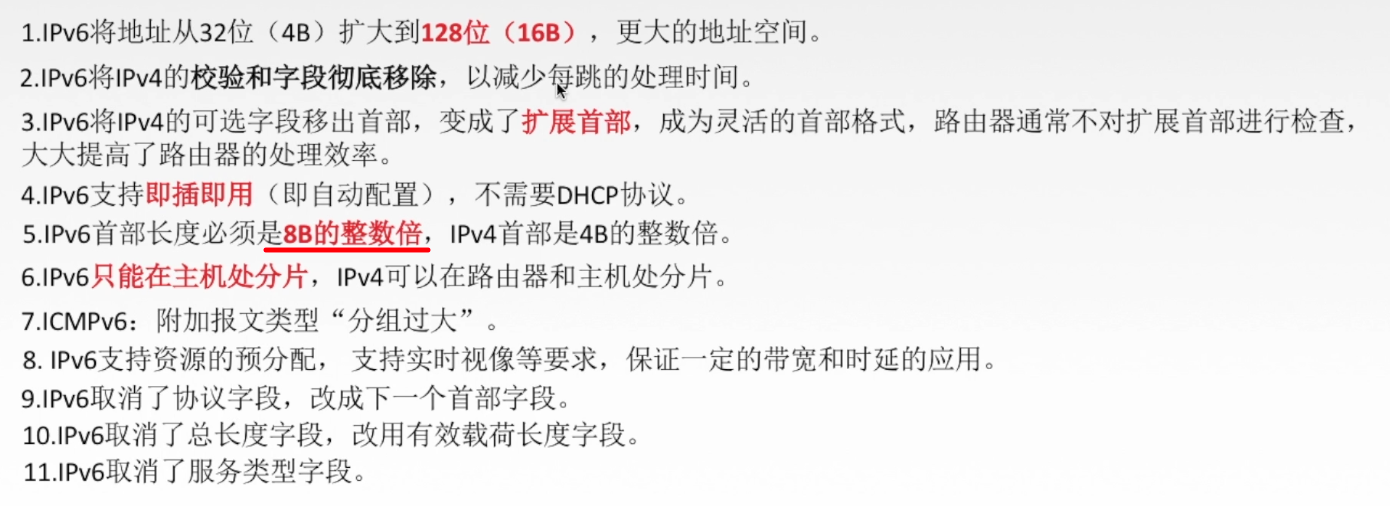 1.IPv6将地址从32位（4B）扩大到128位（16B），更大的地址空间。
2.IPv6将IPv4的校验和字段彻底移除，以减少每跳的处理时间。
3.IPv6将IPv4的可选字段移出首部，变成了扩展首部，成为灵活的首部格式，路由器通常不对扩展首部进行检查，
大大提高了路由器的处理效率。
4.IPv6支持即插即用（即自动配置），不需要DHCP协议。
5.IPv6首部长度必须是8B的整数倍，IPv4首部是4B的整数倍。
6.IPv6只能在主机处分片，IPv4可以在路由器和主机处分片。
7.ICMPv6：附加报文类型“分组过大”。
8. IPv6支持资源的预分配， 支持实时视像等要求，保证一定的带宽和时延的应用。
9.IPv6取消了协议字段，改成下一个首部字段。
10.IPv6取消了总长度字段，改用有效载荷长度字段。
11.IPv6取消了服务类型字段。